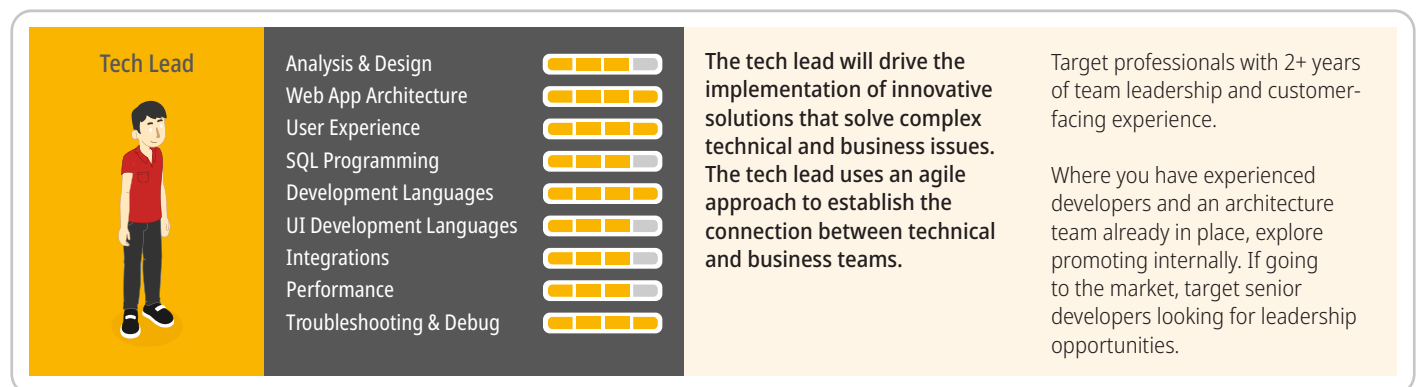 Tech Lead
Analysis & Design
Web App Architecture
User Experience
SQL Programming
Development Languages
UI Development Languages
Integrations
Performance
Troubleshooting & Debug
The tech lead will drive the
implementation of innovative
solutions that solve complex
technical and business issues.
The tech lead uses an agile
approach to establish the
connection between technical
and business teams.
Target professionals with 2+ years
of team leadership and customer-
facing experience.
Where you have experienced
developers and an architecture
team already in place, explore
promoting internally. If going
to the market, target senior
developers looking for leadership
opportunities.